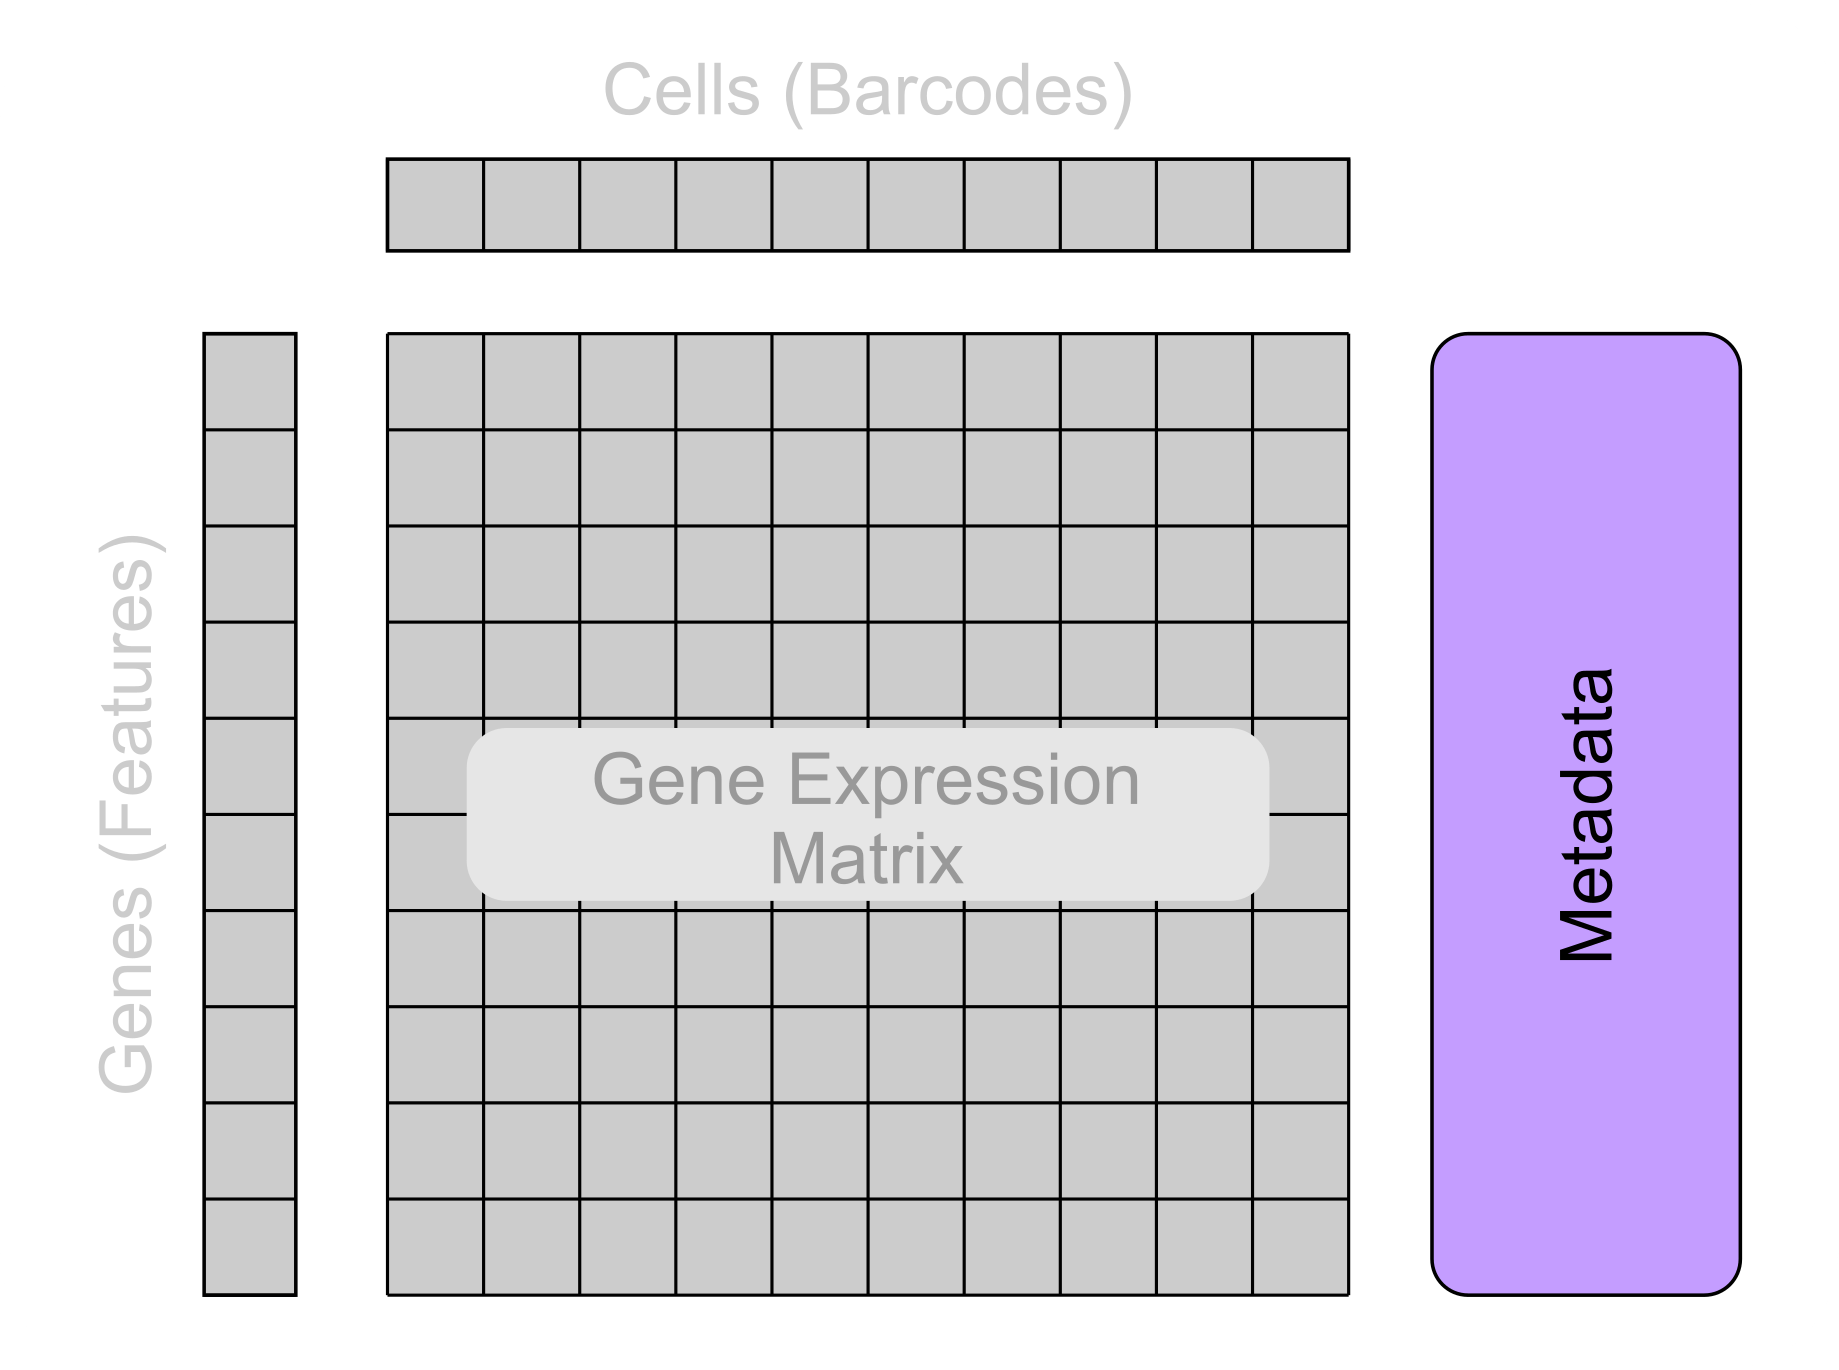 Cells (Barcodes)
Genes (Features)
Gene Expression
Matrix
Metadata